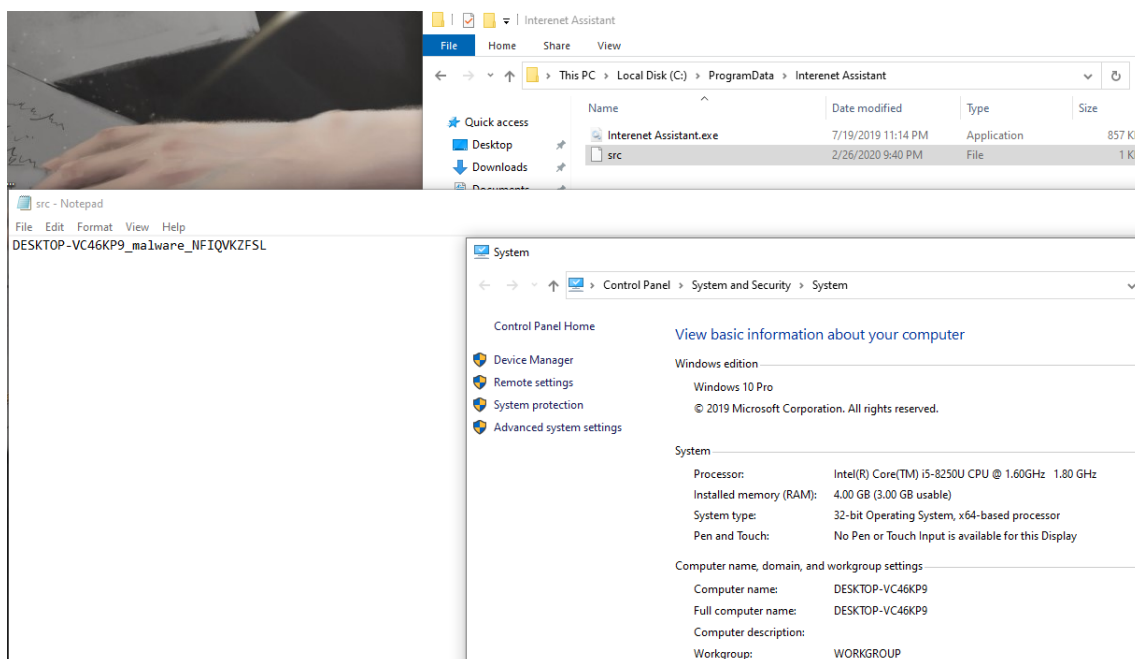 Interenet Assistant
File Home Share View
This PC > Local Disk (C:) > ProgramData > Interenet Assistant
Name Date modified Type Size
Quick access
Interenet Assistant.exe 7/19/2019 11:14 PM Application 857 K
Desktop
src 2/26/2020 9:40 PM File 1 K
Downloads
Documents
src - Notepad
File Edit Format View Help
DESKTOP-VC46KP9_malware_NFIQVKZFSL
System
Control Panel > System and Security > System
Control Panel Home
Device Manager
Remote settings
System protection
Advanced system settings
View basic information about your computer
Windows edition
Windows 10 Pro
© 2019 Microsoft Corporation. All rights reserved.
System
Processor: Intel(R) Core(TM) i5-8250U CPU @ 1.60GHz 1.80 GHz
Installed memory (RAM): 4.00 GB (3.00 GB usable)
System type: 32-bit Operating System, x64-based processor
Pen and Touch: No Pen or Touch Input is available for this Display
Computer name, domain, and workgroup settings
Computer name: DESKTOP-VC46KP9
Full computer name: DESKTOP-VC46KP9
Computer description:
Workgroup: WORKGROUP